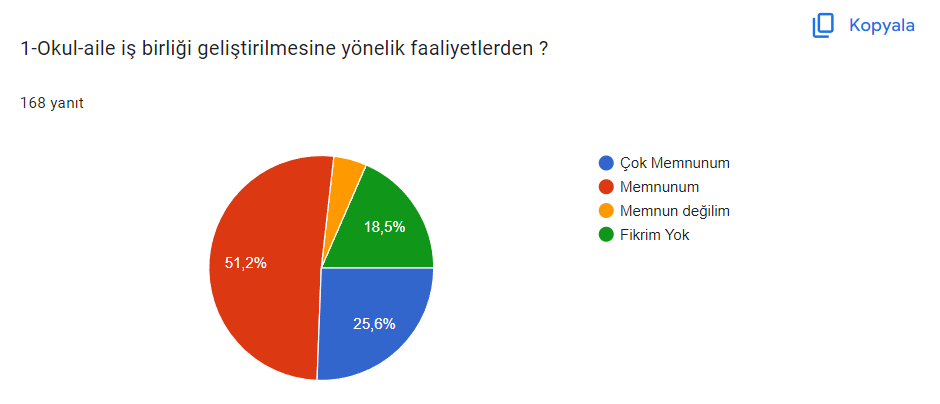 Kopyala
1-Okul-aile iş birliği geliştirilmesine yönelik faaliyetlerden ?
168 yanıt
Çok Memnunum
Memnunum
Memnun değilim
Fikrim Yok
18,5%
51,2%
25,6%